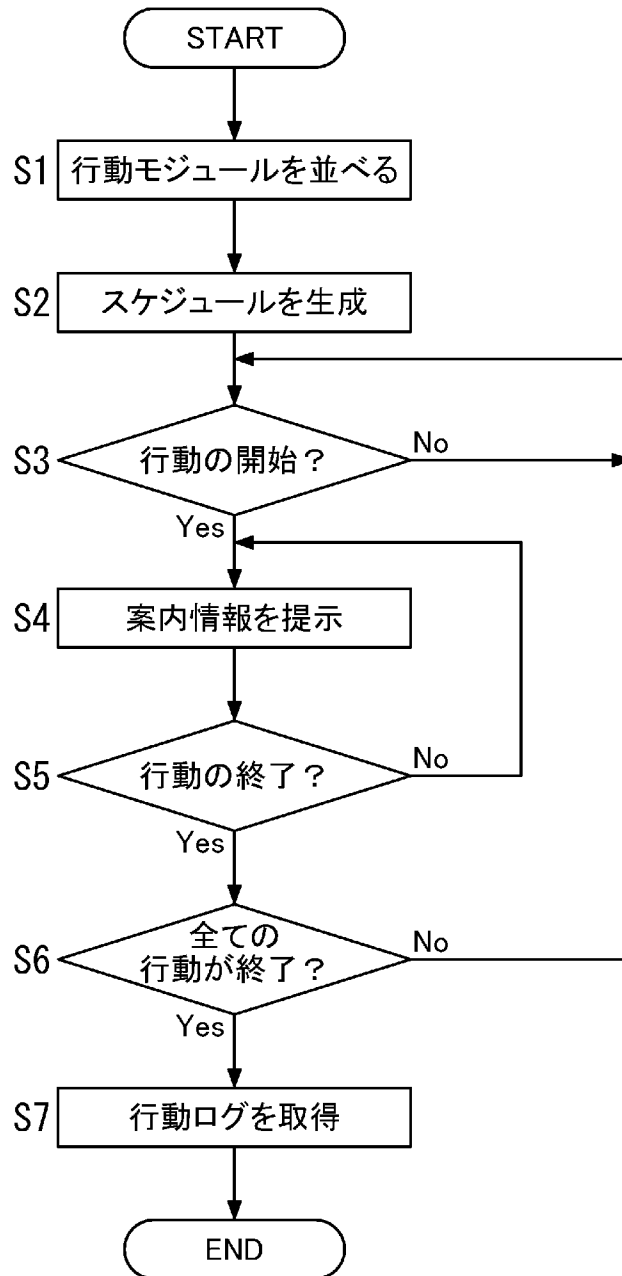 START
S1 行動モジュールを並べる
S2 スケジュールを生成
S3 行動の開始？ No
Yes
S4 案内情報を提示
S5 行動の終了？ No
Yes
全ての
S6 行動が終了？ No
Yes
S7 行動ログを取得
END